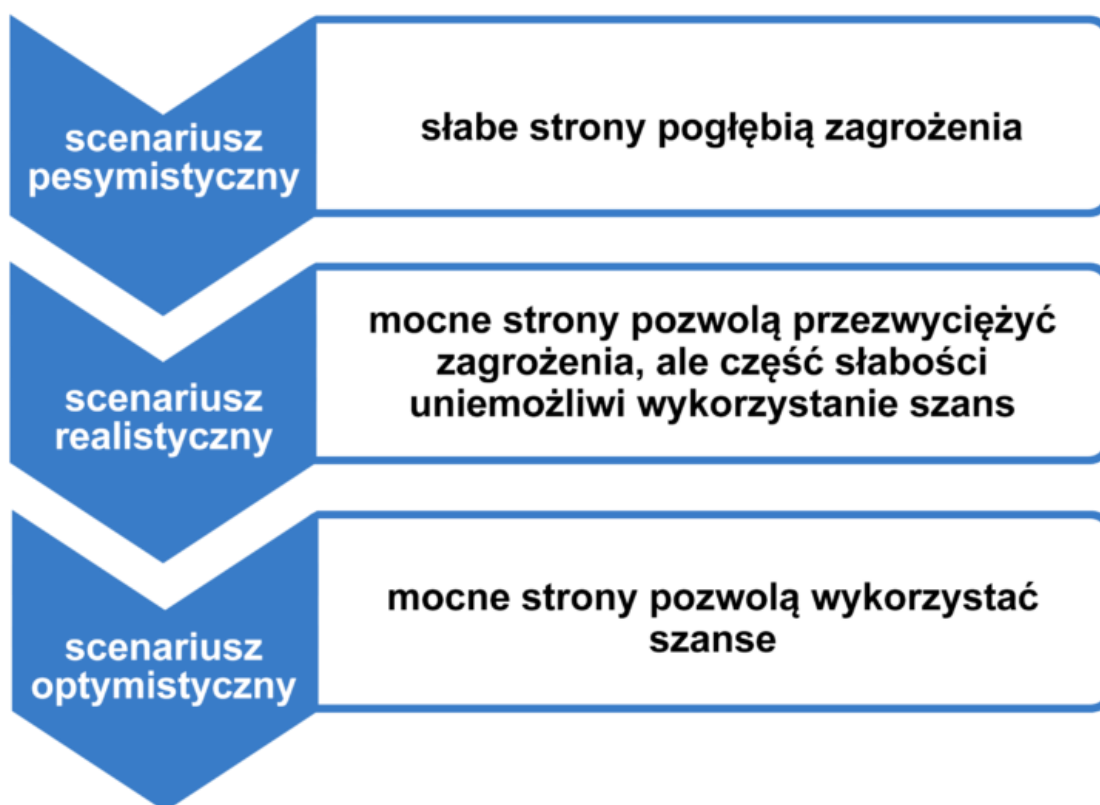 scenariusz
pesymistyczny
słabe strony pogłębią zagrożenia
scenariusz
realistyczny
mocne strony pozwolą przezwyciężyć
zagrożenia, ale część słabości
uniemożliwi wykorzystanie szans
scenariusz
optymistyczny
mocne strony pozwolą wykorzystać
szanse